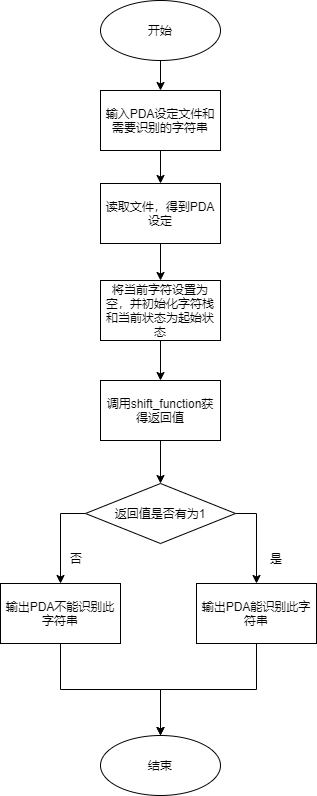 开始
输入PDA设定文件和
需要识别的字符串
读取文件，得到PDA
设定
将当前字符设置为
空，并初始化字符栈
和当前状态为起始状
态
调用shift_function获
得返回值
返回值是否有为1
否
是
输出PDA不能识别此
字符串
输出PDA能识别此字
符串
结束